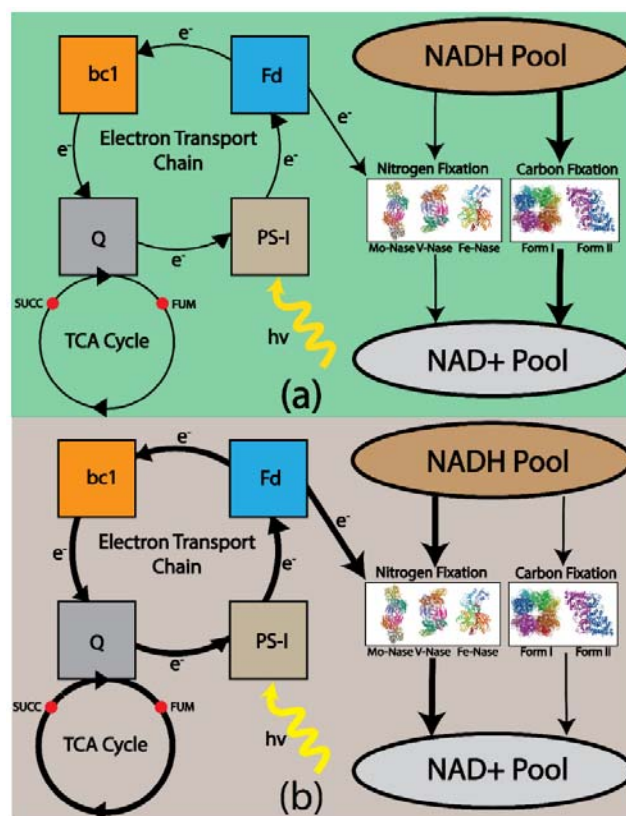 e⁻
bc1
Fd
NADH Pool
e⁻
Electron Transport
Chain
e⁻
e⁻
Nitrogen Fixation
Carbon Fixation
Q
PS-I
e⁻
Mo-Nase
V-Nase
Fe-Nase
Form I
Form II
SUCC
FUM
TCA Cycle
hν
NAD+ Pool
(a)
e⁻
bc1
Fd
NADH Pool
e⁻
Electron Transport
Chain
e⁻
e⁻
Nitrogen Fixation
Carbon Fixation
Q
PS-I
e⁻
Mo-Nase
V-Nase
Fe-Nase
Form I
Form II
SUCC
FUM
TCA Cycle
hν
NAD+ Pool
(b)